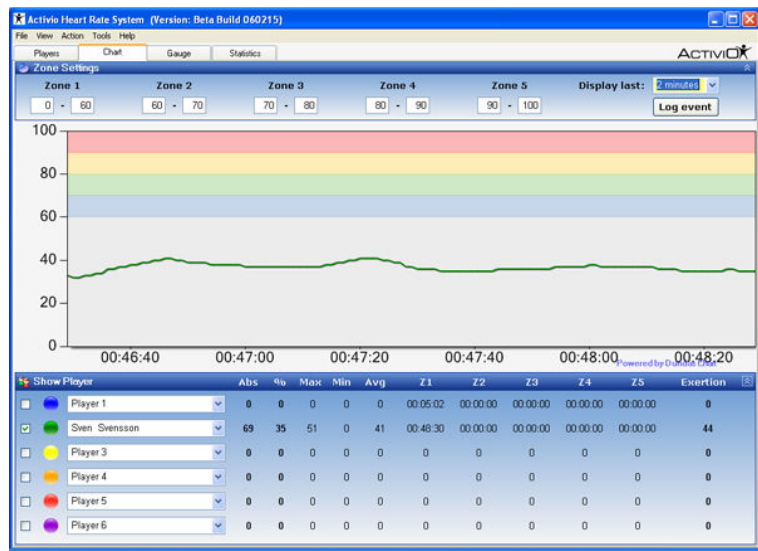 Activio Heart Rate System (Version: Beta Build 060215)
File View Action Tools Help
Players Chart Gauge Statistics ACTIVIO
Zone Settings
Zone 1 Zone 2 Zone 3 Zone 4 Zone 5 Display last: 2 minutes
0 - 60 60 - 70 70 - 80 80 - 90 90 - 100 Log event
100
80
60
40
20
0
00:46:40 00:47:00 00:47:20 00:47:40 00:48:00 00:48:20
Powered by Dundas Chart
Show Player Abs % Max Min Avg Z1 Z2 Z3 Z4 Z5 Exertion
Player 1 0 0 0 0 0 00:05:02 00:00:00 00:00:00 00:00:00 00:00:00 0
Sven Svensson 69 35 51 0 41 00:48:30 00:00:00 00:00:00 00:00:00 00:00:00 44
Player 3 0 0 0 0 0 0 0 0 0 0 0
Player 4 0 0 0 0 0 0 0 0 0 0 0
Player 5 0 0 0 0 0 0 0 0 0 0 0
Player 6 0 0 0 0 0 0 0 0 0 0 0